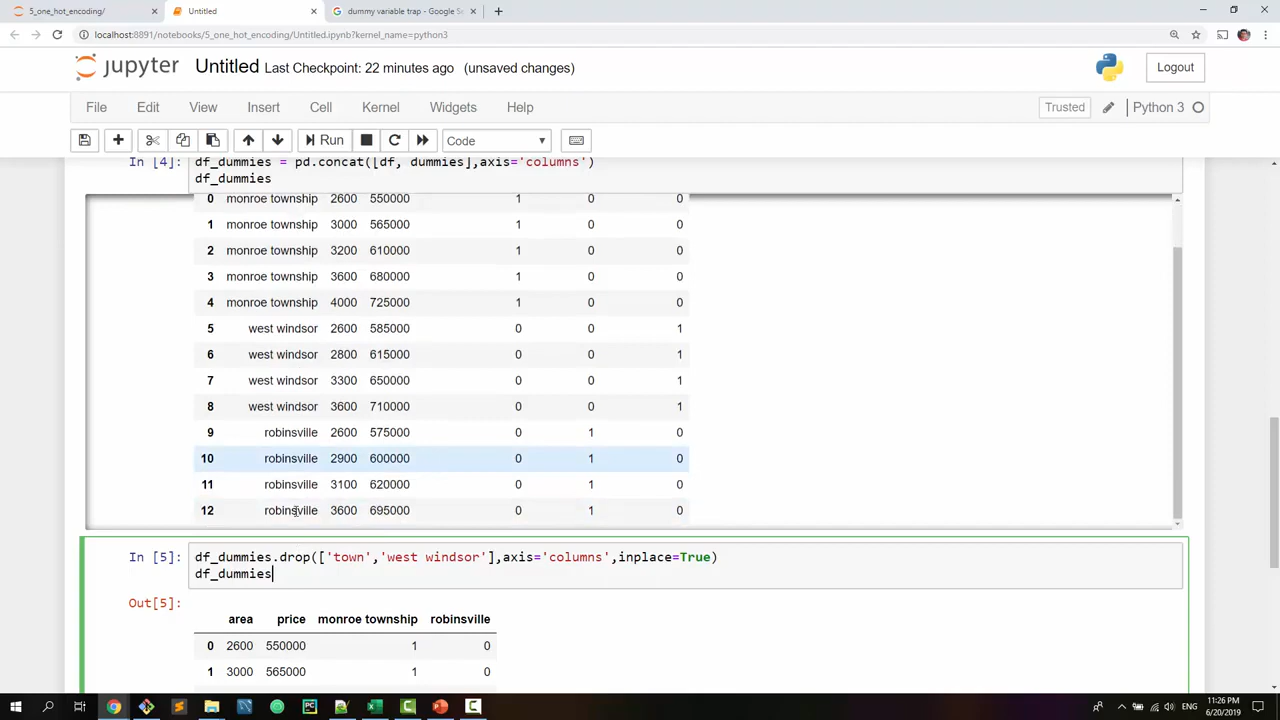 5_one_hot_encoding/
Untitled
dummy variable trap - Google Se
localhost:8891/notebooks/5_one_hot_encoding/Untitled.ipynb?kernel_name=python3
jupyter Untitled Last Checkpoint: 22 minutes ago (unsaved changes)
Logout
File Edit View Insert Cell Kernel Widgets Help
Trusted Python 3
Run Code
In [4]: df_dummies = pd.concat([df, dummies],axis='columns')
df_dummies
0 monroe township 2600 550000 1 0 0
1 monroe township 3000 565000 1 0 0
2 monroe township 3200 610000 1 0 0
3 monroe township 3600 680000 1 0 0
4 monroe township 4000 725000 1 0 0
5 west windsor 2600 585000 0 0 1
6 west windsor 2800 615000 0 0 1
7 west windsor 3300 650000 0 0 1
8 west windsor 3600 710000 0 0 1
9 robinsville 2600 575000 0 1 0
10 robinsville 2900 600000 0 1 0
11 robinsville 3100 620000 0 1 0
12 robinsville 3600 695000 0 1 0
In [5]: df_dummies.drop(['town','west windsor'],axis='columns',inplace=True)
df_dummies
Out[5]:
area price monroe township robinsville
0 2600 550000 1 0
1 3000 565000 1 0
ENG
11:26 PM
6/20/2019